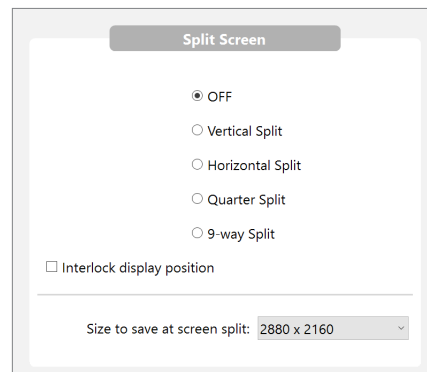 Split Screen
OFF
Vertical Split
Horizontal Split
Quarter Split
9-way Split
Interlock display position
Size to save at screen split: 2880 x 2160